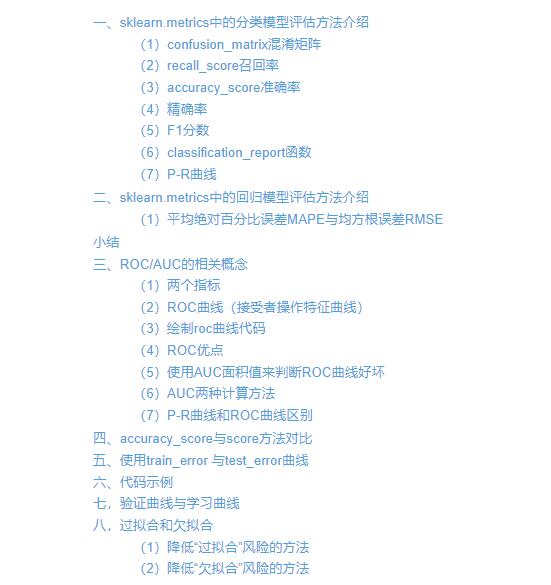 一、sklearn.metrics中的分类模型评估方法介绍
（1）confusion_matrix混淆矩阵
（2）recall_score召回率
（3）accuracy_score准确率
（4）精确率
（5）F1分数
（6）classification_report函数
（7）P-R曲线
二、sklearn.metrics中的回归模型评估方法介绍
（1）平均绝对百分比误差MAPE与均方根误差RMSE
小结
三、ROC/AUC的相关概念
（1）两个指标
（2）ROC曲线（接受者操作特征曲线）
（3）绘制roc曲线代码
（4）ROC优点
（5）使用AUC面积值来判断ROC曲线好坏
（6）AUC两种计算方法
（7）P-R曲线和ROC曲线区别
四、accuracy_score与score方法对比
五、使用train_error 与test_error曲线
六、代码示例
七，验证曲线与学习曲线
八，过拟合和欠拟合
（1）降低“过拟合”风险的方法
（2）降低“欠拟合”风险的方法